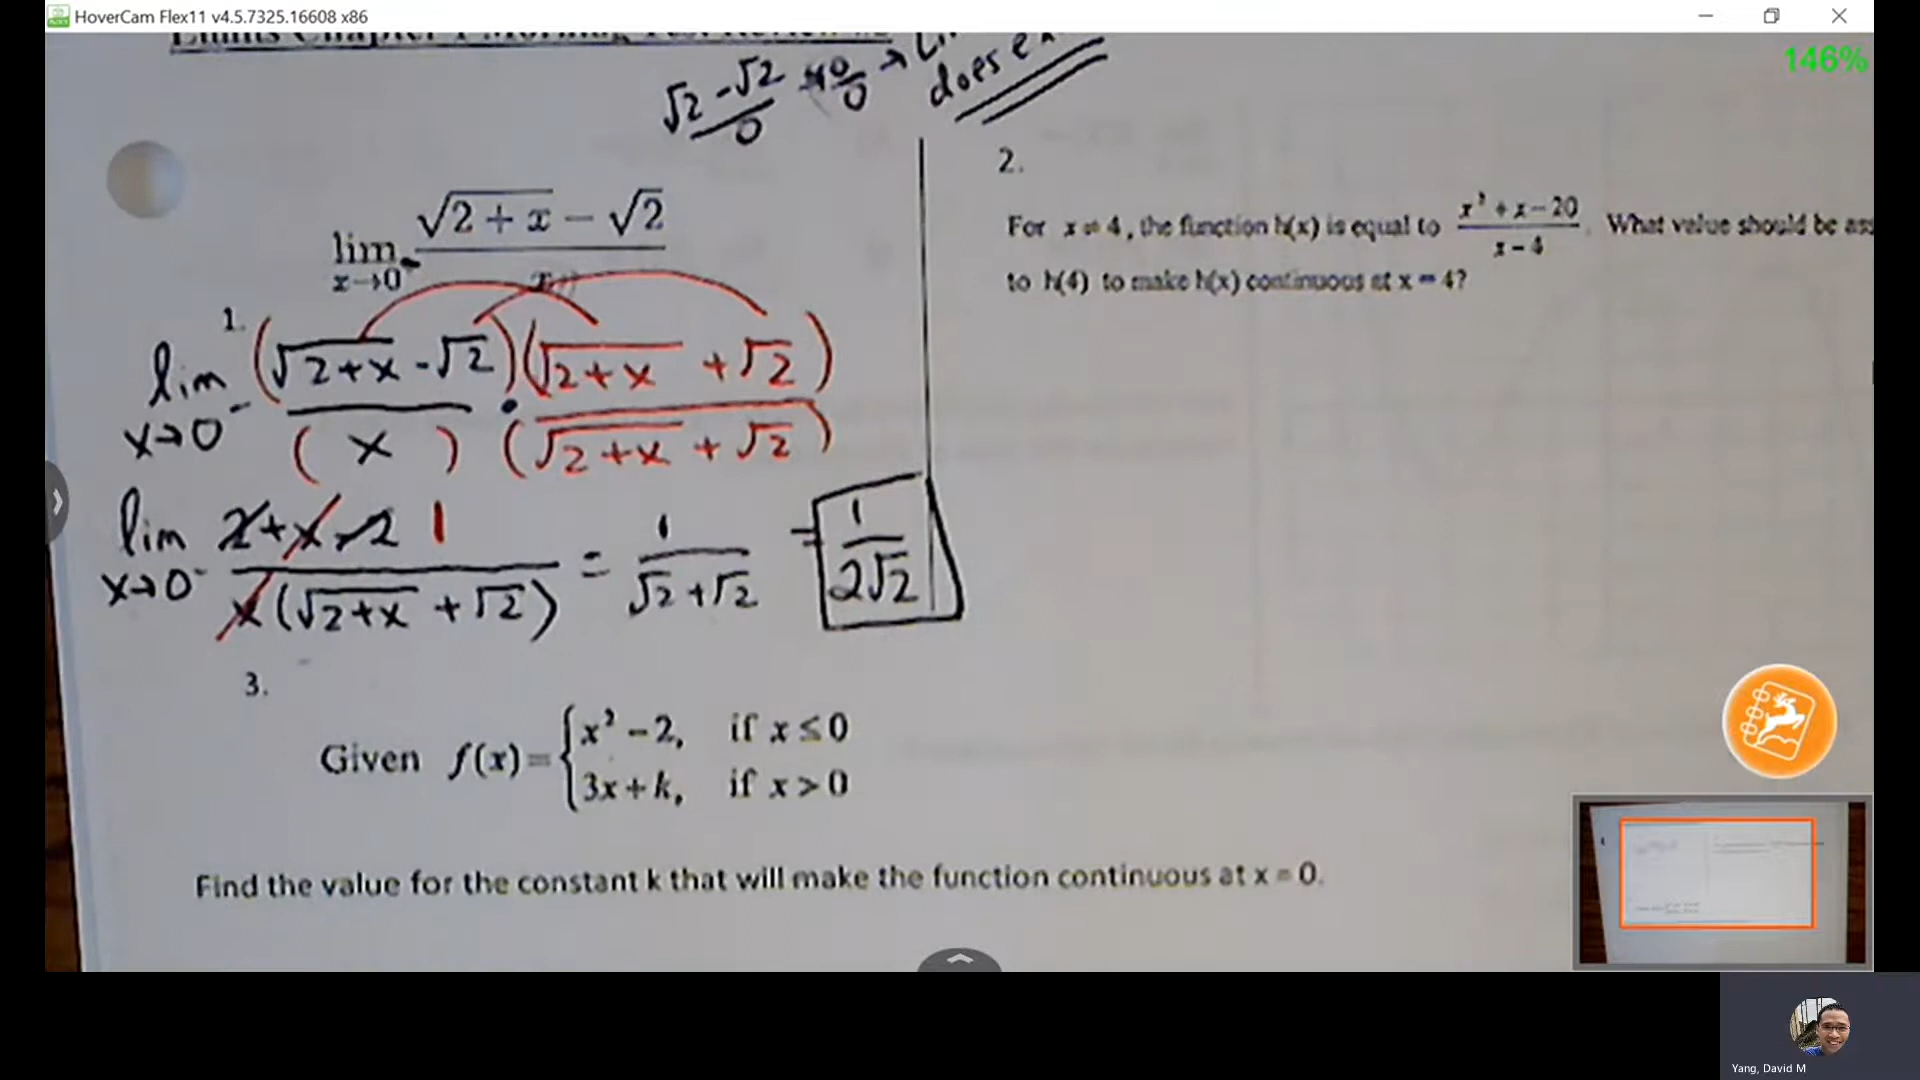 HoverCam Flex11 v4.5.7325.16608 x86
146%
√2 - √2 / 0
0/0 →
does
lim x→0⁻ (√(2 + x) − √2) / x
1.
lim x→0⁻ (√(2+x) - √2)(√(2+x) + √2) / (x) · (√(2+x) + √2)
lim x→0⁻ 2+x-2 1 / x(√(2+x) + √2) = 1 / (√2 + √2) = 1 / 2√2
2.
For x ≠ 4, the function h(x) is equal to (x² + x − 20) / (x − 4). What value should be
to h(4) to make h(x) continuous at x = 4?
3.
Given f(x) = { x² − 2, if x ≤ 0
3x + k, if x > 0
Find the value for the constant k that will make the function continuous at x = 0.
Yang, David M